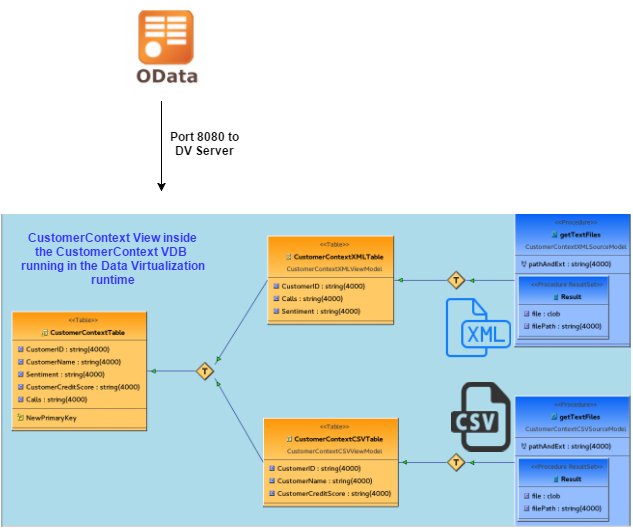 OData
Port 8080 to
DV Server
CustomerContext View inside
the CustomerContext VDB
running in the Data Virtualization
runtime
<<Table>>
CustomerContextTable
CustomerID : string(4000)
CustomerName : string(4000)
Sentiment : string(4000)
CustomerCreditScore : string(4000)
Calls : string(4000)
NewPrimaryKey
T
<<Table>>
CustomerContextXMLTable
CustomerContextXMLViewModel
CustomerID : string(4000)
Calls : string(4000)
Sentiment : string(4000)
T
XML
<<Procedure>>
getTextFiles
CustomerContextXMLSourceModel
pathAndExt : string(4000)
<<Procedure ResultSet>>
Result
file : clob
filePath : string(4000)
<<Table>>
CustomerContextCSVTable
CustomerContextCSVViewModel
CustomerID : string(4000)
CustomerName : string(4000)
CustomerCreditScore : string(4000)
T
CSV
<<Procedure>>
getTextFiles
CustomerContextCSVSourceModel
pathAndExt : string(4000)
<<Procedure ResultSet>>
Result
file : clob
filePath : string(4000)